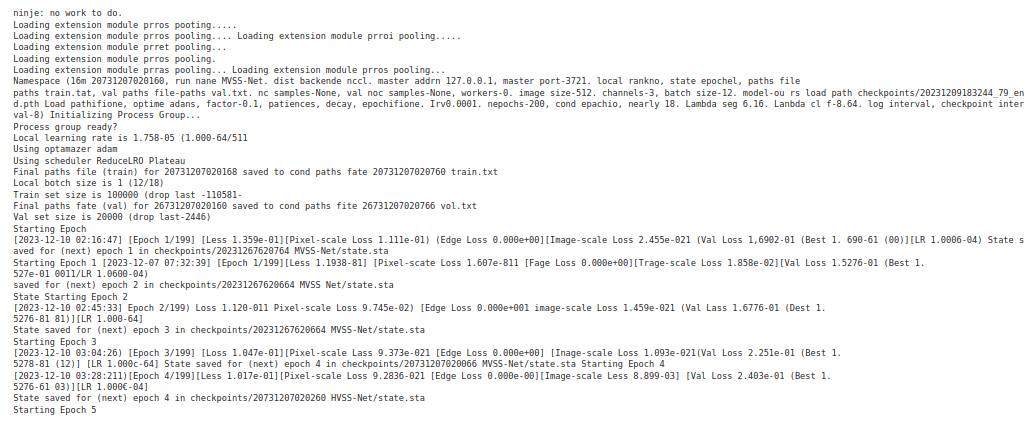 ninje: no work to do.
Loading extension module prros pooting.....
Loading extension module prros pooling.... Loading extension module prroi pooling.....
Loading extension module prret pooling...
Loading extension module prros pooling.
Loading extension module prras pooling... Loading extension module prros pooling...
Namespace (16m 20731207020160, run nane MVSS-Net. dist backende nccl. master addrn 127.0.0.1, master port-3721. local rankno, state epochel, paths file
paths train.tat, val paths file-paths val.txt. nc samples-None, val noc samples-None, workers-0. image size-512. channels-3, batch size-12. model-ou rs load path checkpoints/20231209183244_79_en
d.pth Load pathifione, optime adans, factor-0.1, patiences, decay, epochifione. Irv0.0001. nepochs-200, cond epachio, nearly 18. Lambda seg 6.16. Lanbda cl f-8.64. log interval, checkpoint inter
val-8) Initializing Process Group...
Process group ready?
Local learning rate is 1.758-05 (1.000-64/511
Using optamazer adam
Using scheduler ReduceLRO Plateau
Final paths file (train) for 20731207020168 saved to cond paths fate 20731207020760 train.txt
Local botch size is 1 (12/18)
Train set size is 100000 (drop last -110581-
Final paths fate (val) for 20731207020160 saved to cond paths fite 26731207020766 vol.txt
Val set size is 20000 (drop last-2446)
Starting Epoch
[2023-12-10 02:16:47] [Epoch 1/199] [Less 1.359e-01][Pixel-scale Loss 1.111e-01) (Edge Loss 0.000e+00][Image-scale Loss 2.455e-021 (Val Loss 1,6902-01 (Best 1. 690-61 (00)][LR 1.0006-04) State s
aved for (next) epoch 1 in checkpoints/20231267620764 MVSS-Net/state.sta
Starting Epoch 1 [2023-12-07 07:32:39] [Epoch 1/199][Less 1.1938-81] [Pixel-scate Loss 1.607e-811 [Fage Loss 0.000e+00][Trage-scale Loss 1.858e-02][Val Loss 1.5276-01 (Best 1.
527e-01 0011/LR 1.0600-04)
saved for (next) epoch 2 in checkpoints/20231267620664 MVSS Net/state.sta
State Starting Epoch 2
[2023-12-10 02:45:33] Epoch 2/199) Loss 1.120-011 Pixel-scale Loss 9.745e-02) [Edge Loss 0.000e+001 image-scale Loss 1.459e-021 (Val Lass 1.6776-01 (Dest 1.
5276-81 81)][LR 1.000-64]
State saved for (next) epoch 3 in checkpoints/20231267620664 MVSS-Net/state.sta
Starting Epoch 3
[2023-12-10 03:04:26) [Epoch 3/199] [Loss 1.047e-01][Pixel-scale Lass 9.373e-021 [Edge Loss 0.000e+00] [Inage-scale Loss 1.093e-021(Val Loss 2.251e-01 (Best 1.
5278-81 (12)] [LR 1.000c-64] State saved for (next) epoch 4 in checkpoints/20731207020066 MVSS-Net/state.sta Starting Epoch 4
[2023-12-10 03:28:211)[Epoch 4/199][Less 1.017e-01][Pixel-scale Loss 9.2836-021 [Edge Loss 0.000e-00][Image-scale Less 8.899-03] [Val Loss 2.403e-01 (Best 1.
5276-61 03)][LR 1.000€-04]
State saved for (next) epoch 4 in checkpoints/20731207020260 HVSS-Net/state.sta
Starting Epoch 5